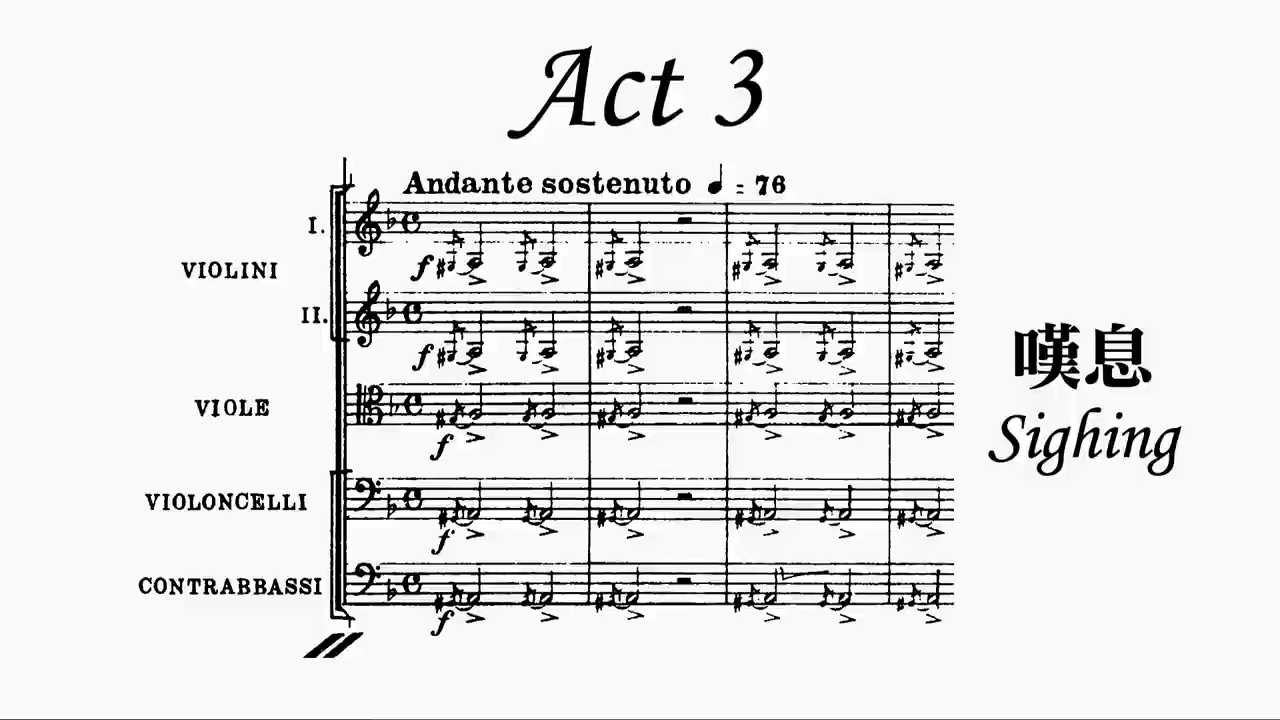 Act 3
Andante sostenuto ♩ = 76
I.
VIOLINI
II.
VIOLE
VIOLONCELLI
CONTRABBASSI
f
f
f
f
f
嘆息
Sighing